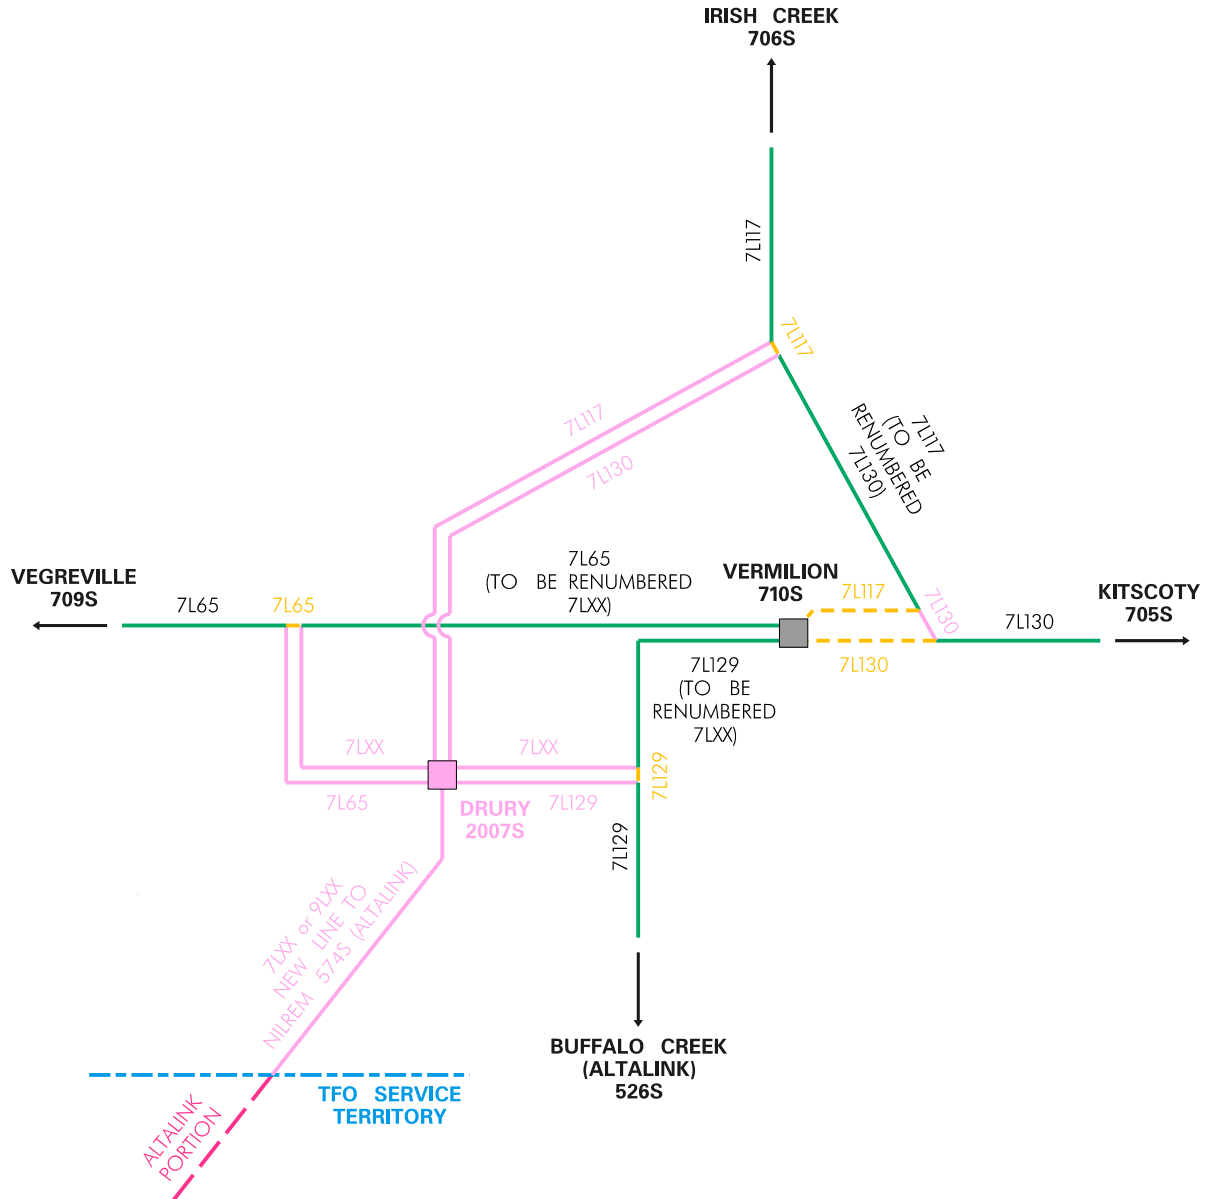 IRISH CREEK
706S
7L117
7L117
7L117
(TO BE
RENUMBERED
7L130)
7L117
7L130
VEGREVILLE
709S
7L65
7L65
7L65
(TO BE RENUMBERED
7LXX)
VERMILION
710S
7L117
7L130
7L130
7L130
KITSCOTY
705S
7L129
(TO BE
RENUMBERED
7LXX)
7LXX
7LXX
7L129
7L65
7L129
DRURY
2007S
7L129
7LXX or 9LXX
NEW LINE TO
NILREM 574S (ALTALINK)
BUFFALO CREEK
(ALTALINK)
526S
TFO SERVICE
TERRITORY
ALTALINK
PORTION